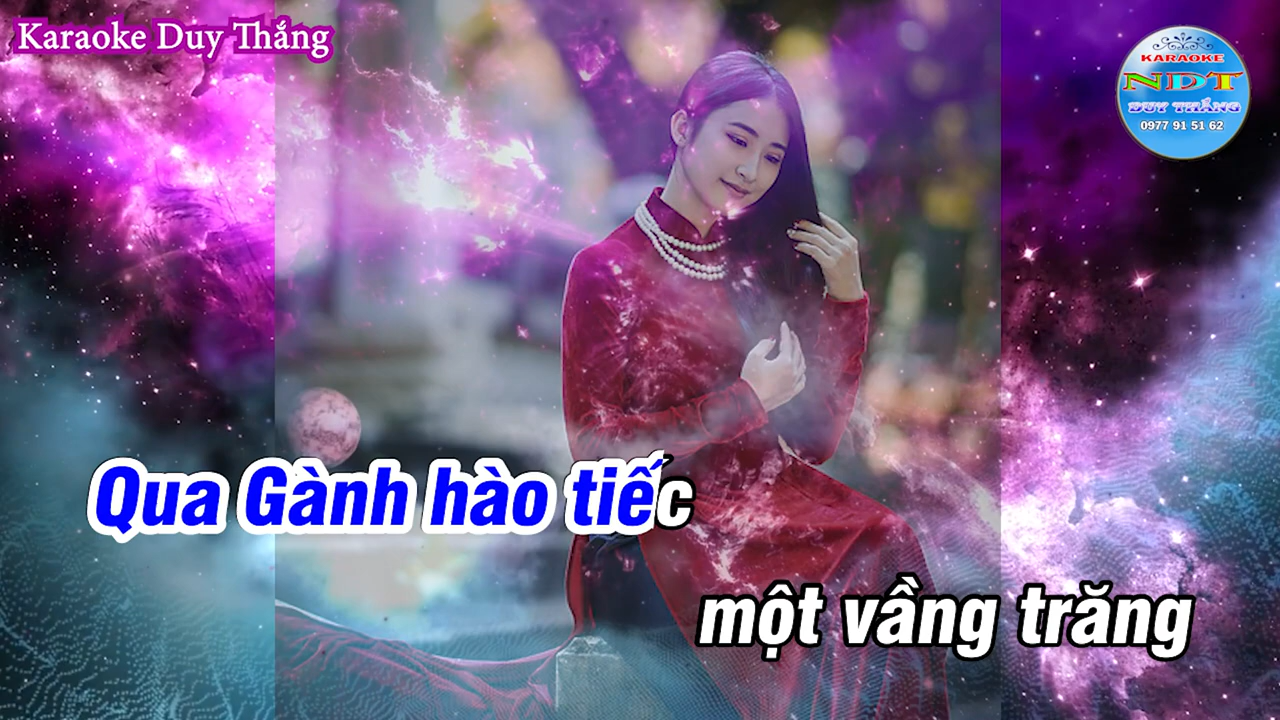 Karaoke Duy Thắng
KARAOKE
NDT
DUY THẮNG
0977 91 51 62
Qua Gành hào tiếc
một vầng trăng